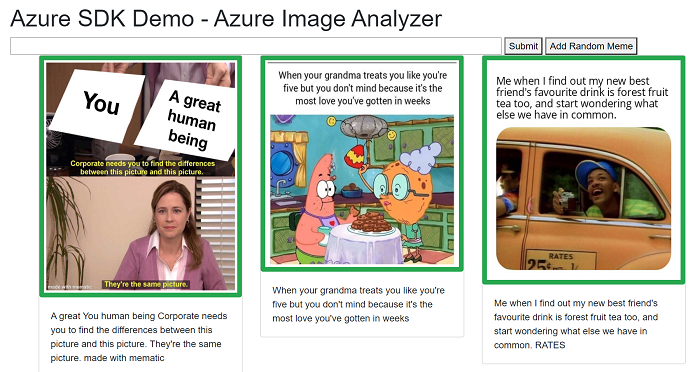 Azure SDK Demo - Azure Image Analyzer
Submit
Add Random Meme
You
A great
human
being
Corporate needs you to find the differences
between this picture and this picture.
They're the same picture.
made with mematic
A great You human being Corporate needs
you to find the differences between this
picture and this picture. They're the same
picture. made with mematic
When your grandma treats you like you're
five but you don't mind because it's the
most love you've gotten in weeks
When your grandma treats you like you're
five but you don't mind because it's the
most love you've gotten in weeks
Me when I find out my new best
friend's favourite drink is forest fruit
tea too, and start wondering what
else we have in common.
RATES
25¢
Me when I find out my new best friend's
favourite drink is forest fruit tea too, and
start wondering what else we have in
common. RATES